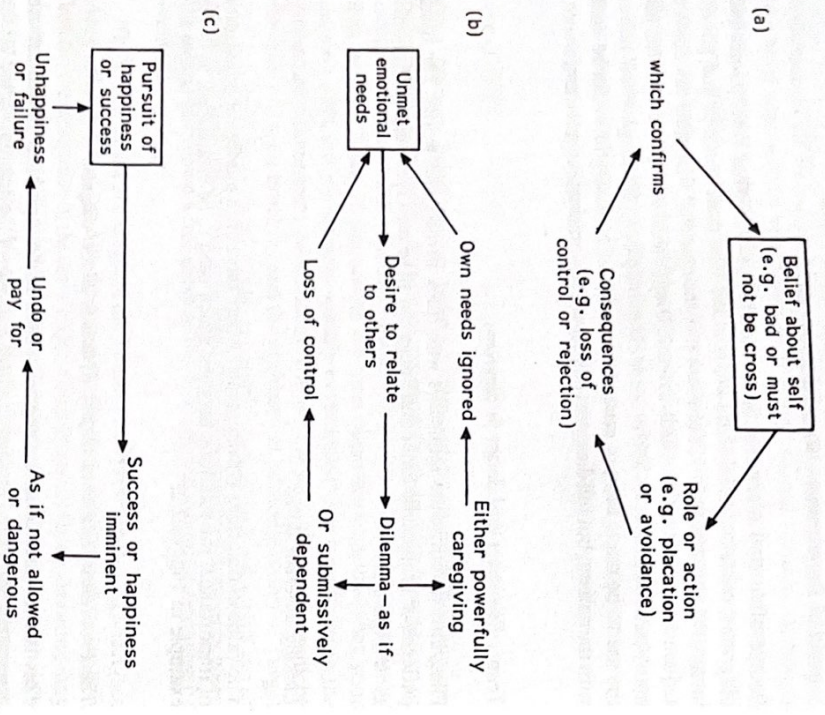 (a)
Belief about self
(e.g. bad or must
not be cross)
Role or action
(e.g. placation
or avoidance)
Consequences
(e.g. loss of
control or rejection)
which confirms
(b)
Unmet
emotional
needs
Desire to relate
to others
Dilemma—as if
Either powerfully
caregiving
Own needs ignored
Or submissively
dependent
Loss of control
(c)
Pursuit of
happiness
or success
Success or happiness
imminent
As if not allowed
or dangerous
Undo or
pay for
Unhappiness
or failure